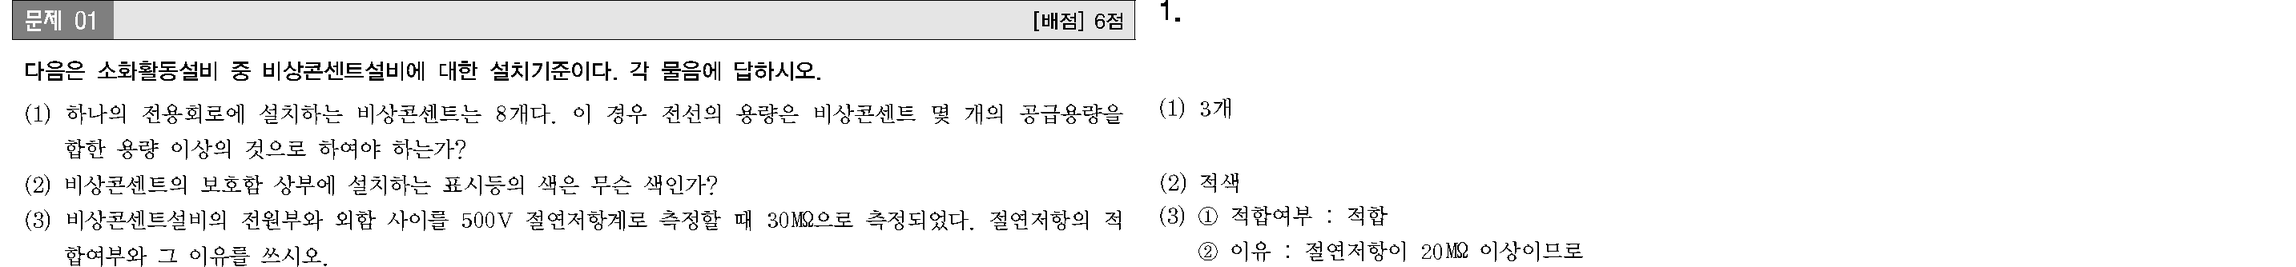 문제 01
[배점] 6점
다음은 소화활동설비 중 비상콘센트설비에 대한 설치기준이다. 각 물음에 답하시오.
(1) 하나의 전용회로에 설치하는 비상콘센트는 8개다. 이 경우 전선의 용량은 비상콘센트 몇 개의 공급용량을
합한 용량 이상의 것으로 하여야 하는가?
(2) 비상콘센트의 보호함 상부에 설치하는 표시등의 색은 무슨 색인가?
(3) 비상콘센트설비의 전원부와 외함 사이를 500V 절연저항계로 측정할 때 30MΩ으로 측정되었다. 절연저항의 적
합여부와 그 이유를 쓰시오.
1.
(1) 3개
(2) 적색
(3) ① 적합여부 : 적합
② 이유 : 절연저항이 20MΩ 이상이므로